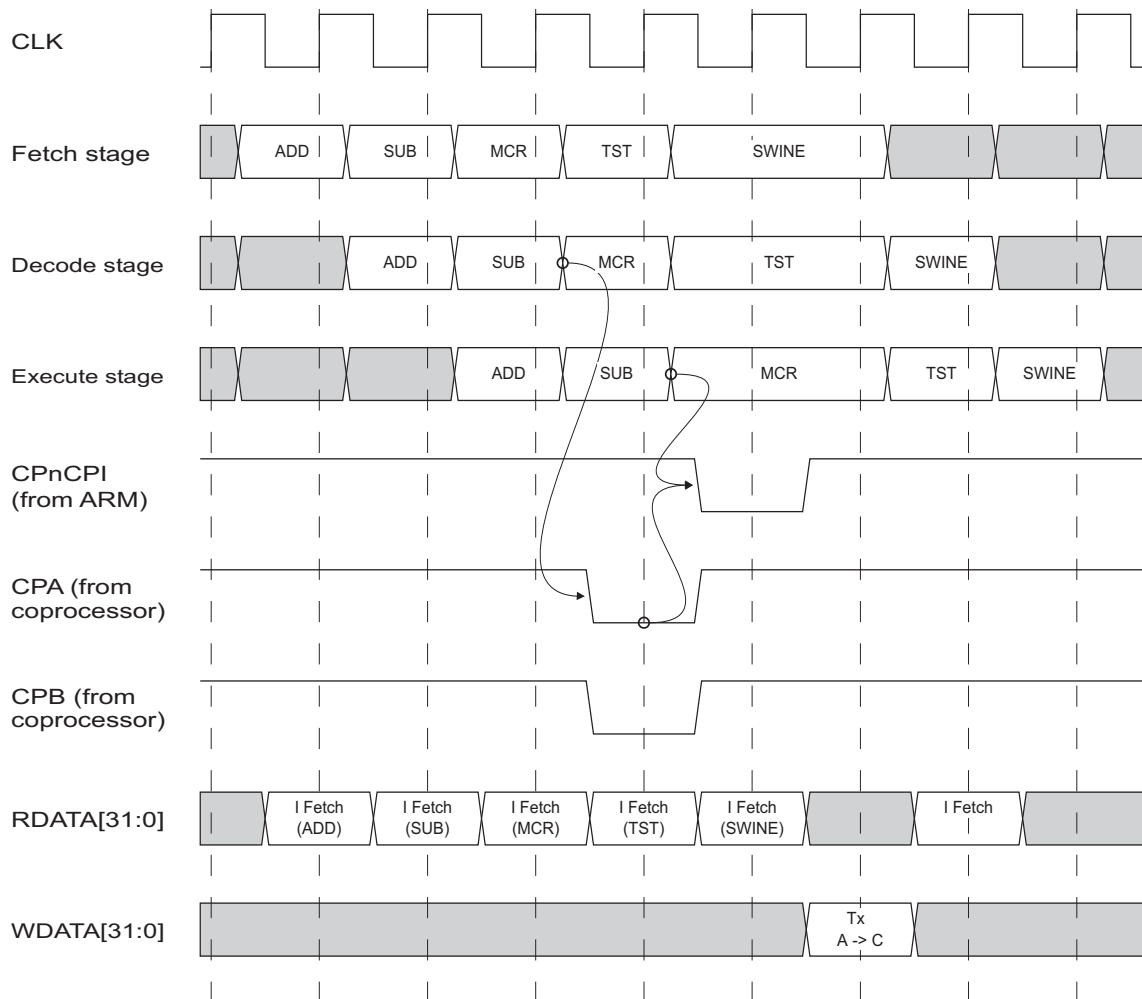 CLK
Fetch stage
ADD
SUB
MCR
TST
SWINE
Decode stage
ADD
SUB
MCR
TST
SWINE
Execute stage
ADD
SUB
MCR
TST
SWINE
CPnCPI
(from ARM)
CPA (from
coprocessor)
CPB (from
coprocessor)
RDATA[31:0]
I Fetch
(ADD)
I Fetch
(SUB)
I Fetch
(MCR)
I Fetch
(TST)
I Fetch
(SWINE)
I Fetch
WDATA[31:0]
Tx
A -> C